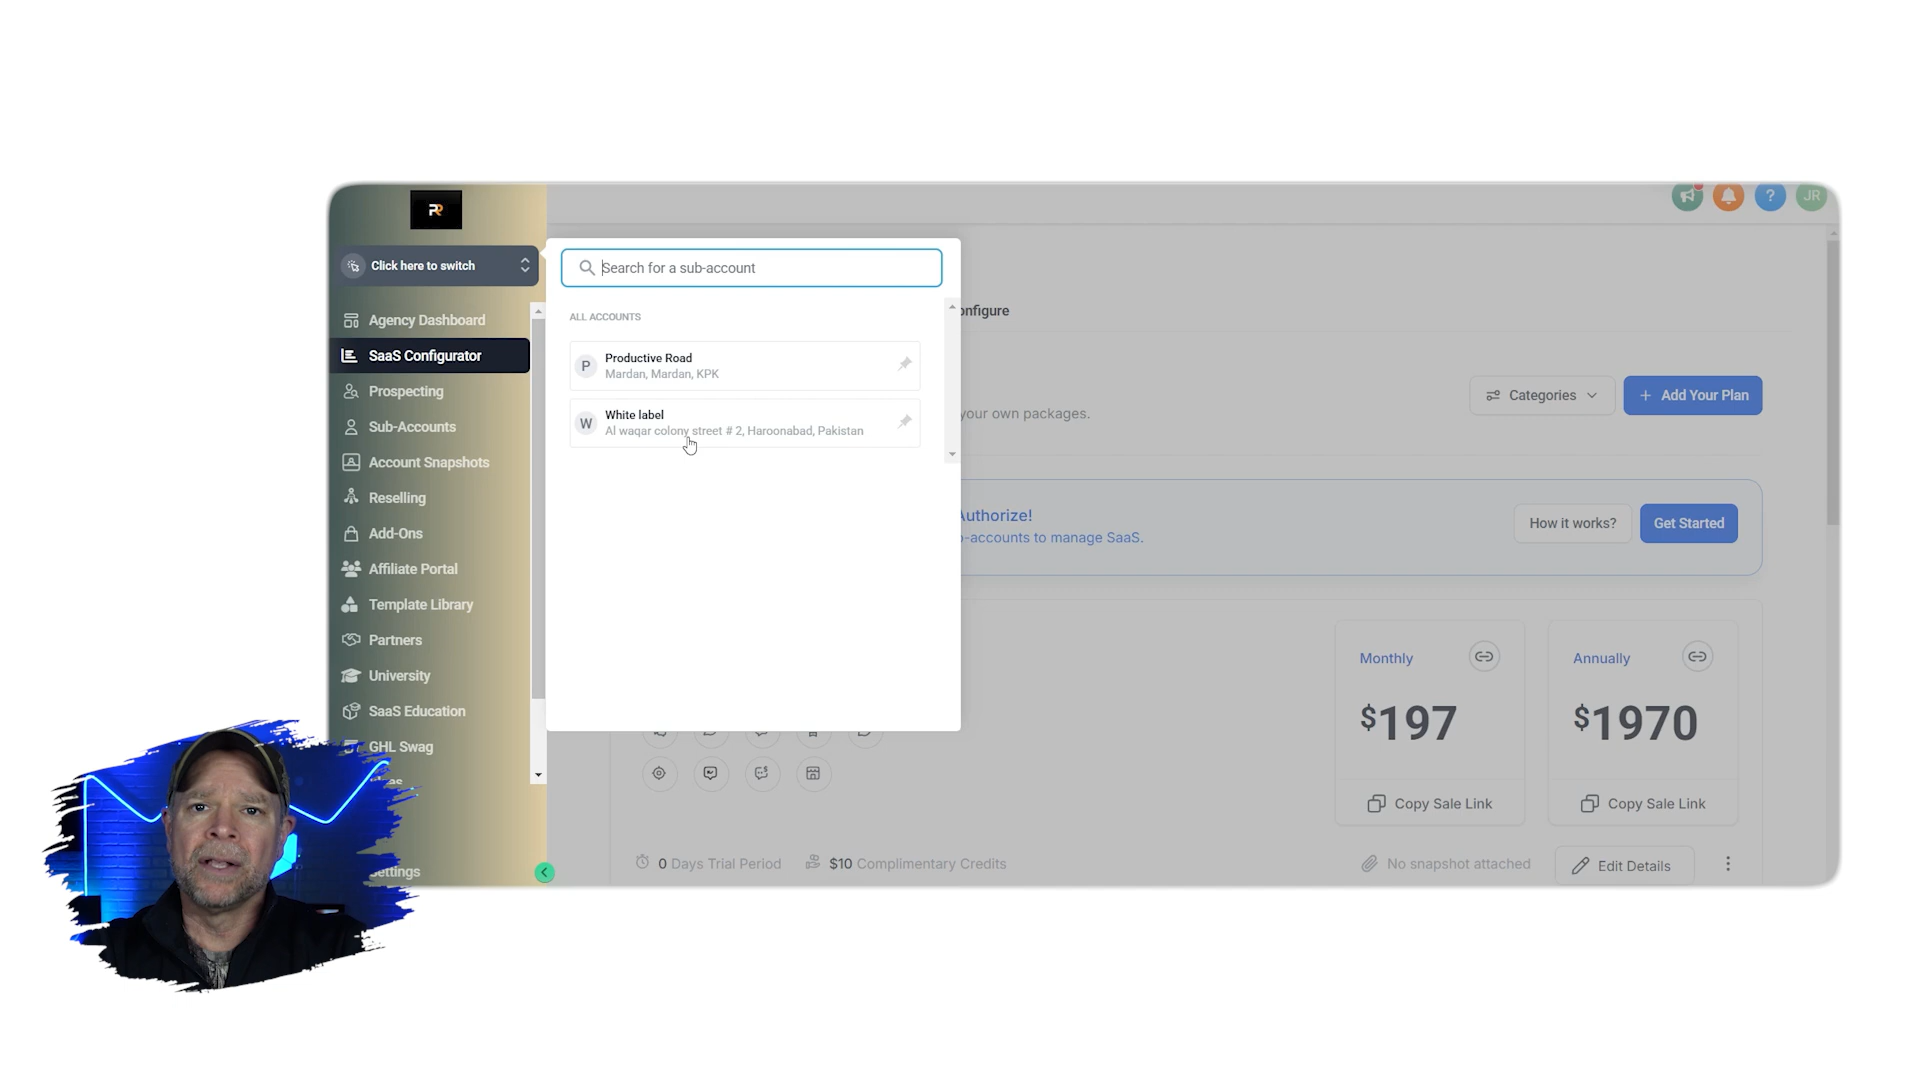 PR
Click here to switch
Agency Dashboard
SaaS Configurator
Prospecting
Sub-Accounts
Account Snapshots
Reselling
Add-Ons
Affiliate Portal
Template Library
Partners
University
SaaS Education
GHL Swag
Settings
Search for a sub-account
ALL ACCOUNTS
P
Productive Road
Mardan, Mardan, KPK
W
White label
Al waqar colony street # 2, Haroonabad, Pakistan
?
JR
onfigure
your own packages.
Categories
+ Add Your Plan
Authorize!
b-accounts to manage SaaS.
How it works?
Get Started
Monthly
$197
Copy Sale Link
Annually
$1970
Copy Sale Link
0 Days Trial Period
$10 Complimentary Credits
No snapshot attached
Edit Details